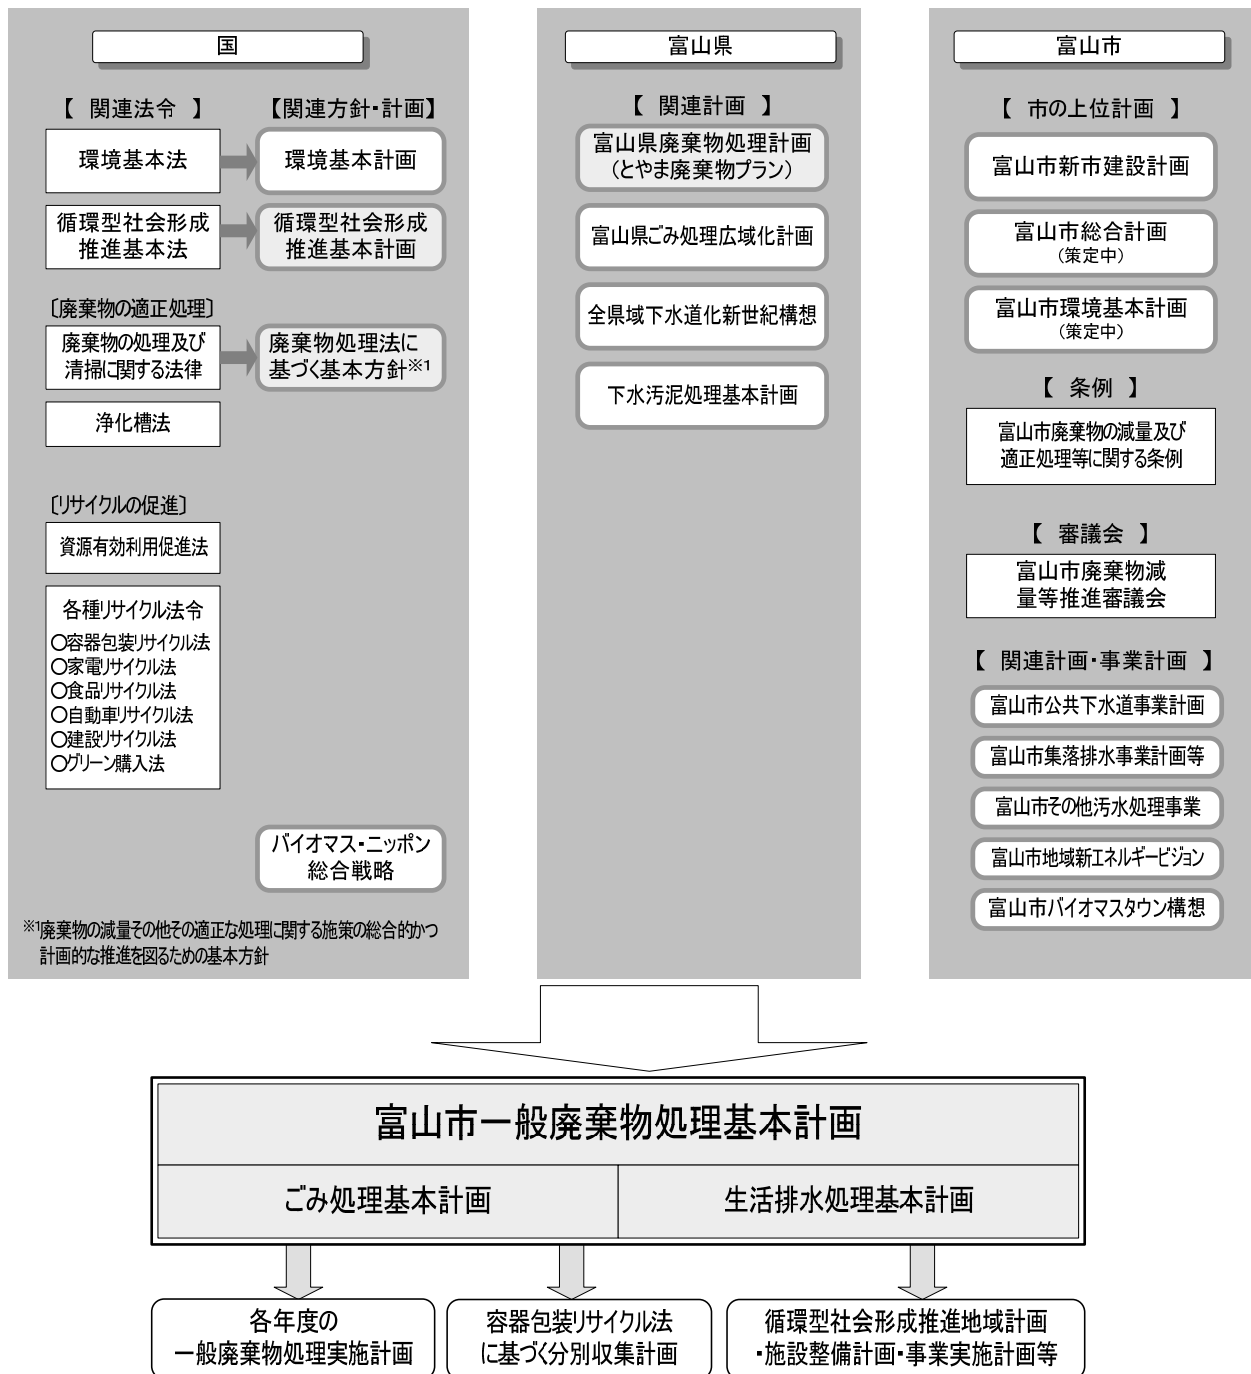 国
【 関連法令 】
【関連方針・計画】
環境基本法
環境基本計画
循環型社会形成
推進基本法
循環型社会形成
推進基本計画
〔廃棄物の適正処理〕
廃棄物の処理及び
清掃に関する法律
廃棄物処理法に
基づく基本方針※1
浄化槽法
〔リサイクルの促進〕
資源有効利用促進法
各種リサイクル法令
○容器包装リサイクル法
○家電リサイクル法
○食品リサイクル法
○自動車リサイクル法
○建設リサイクル法
○グリーン購入法
バイオマス・ニッポン
総合戦略
※1廃棄物の減量その他その適正な処理に関する施策の総合的かつ
計画的な推進を図るための基本方針
富山県
【 関連計画 】
富山県廃棄物処理計画
（とやま廃棄物プラン）
富山県ごみ処理広域化計画
全県域下水道化新世紀構想
下水汚泥処理基本計画
富山市
【 市の上位計画 】
富山市新市建設計画
富山市総合計画
（策定中）
富山市環境基本計画
（策定中）
【 条例 】
富山市廃棄物の減量及び
適正処理等に関する条例
【 審議会 】
富山市廃棄物減
量等推進審議会
【 関連計画・事業計画 】
富山市公共下水道事業計画
富山市集落排水事業計画等
富山市その他汚水処理事業
富山市地域新エネルギービジョン
富山市バイオマスタウン構想
富山市一般廃棄物処理基本計画
ごみ処理基本計画
生活排水処理基本計画
各年度の
一般廃棄物処理実施計画
容器包装リサイクル法
に基づく分別収集計画
循環型社会形成推進地域計画
・施設整備計画・事業実施計画等